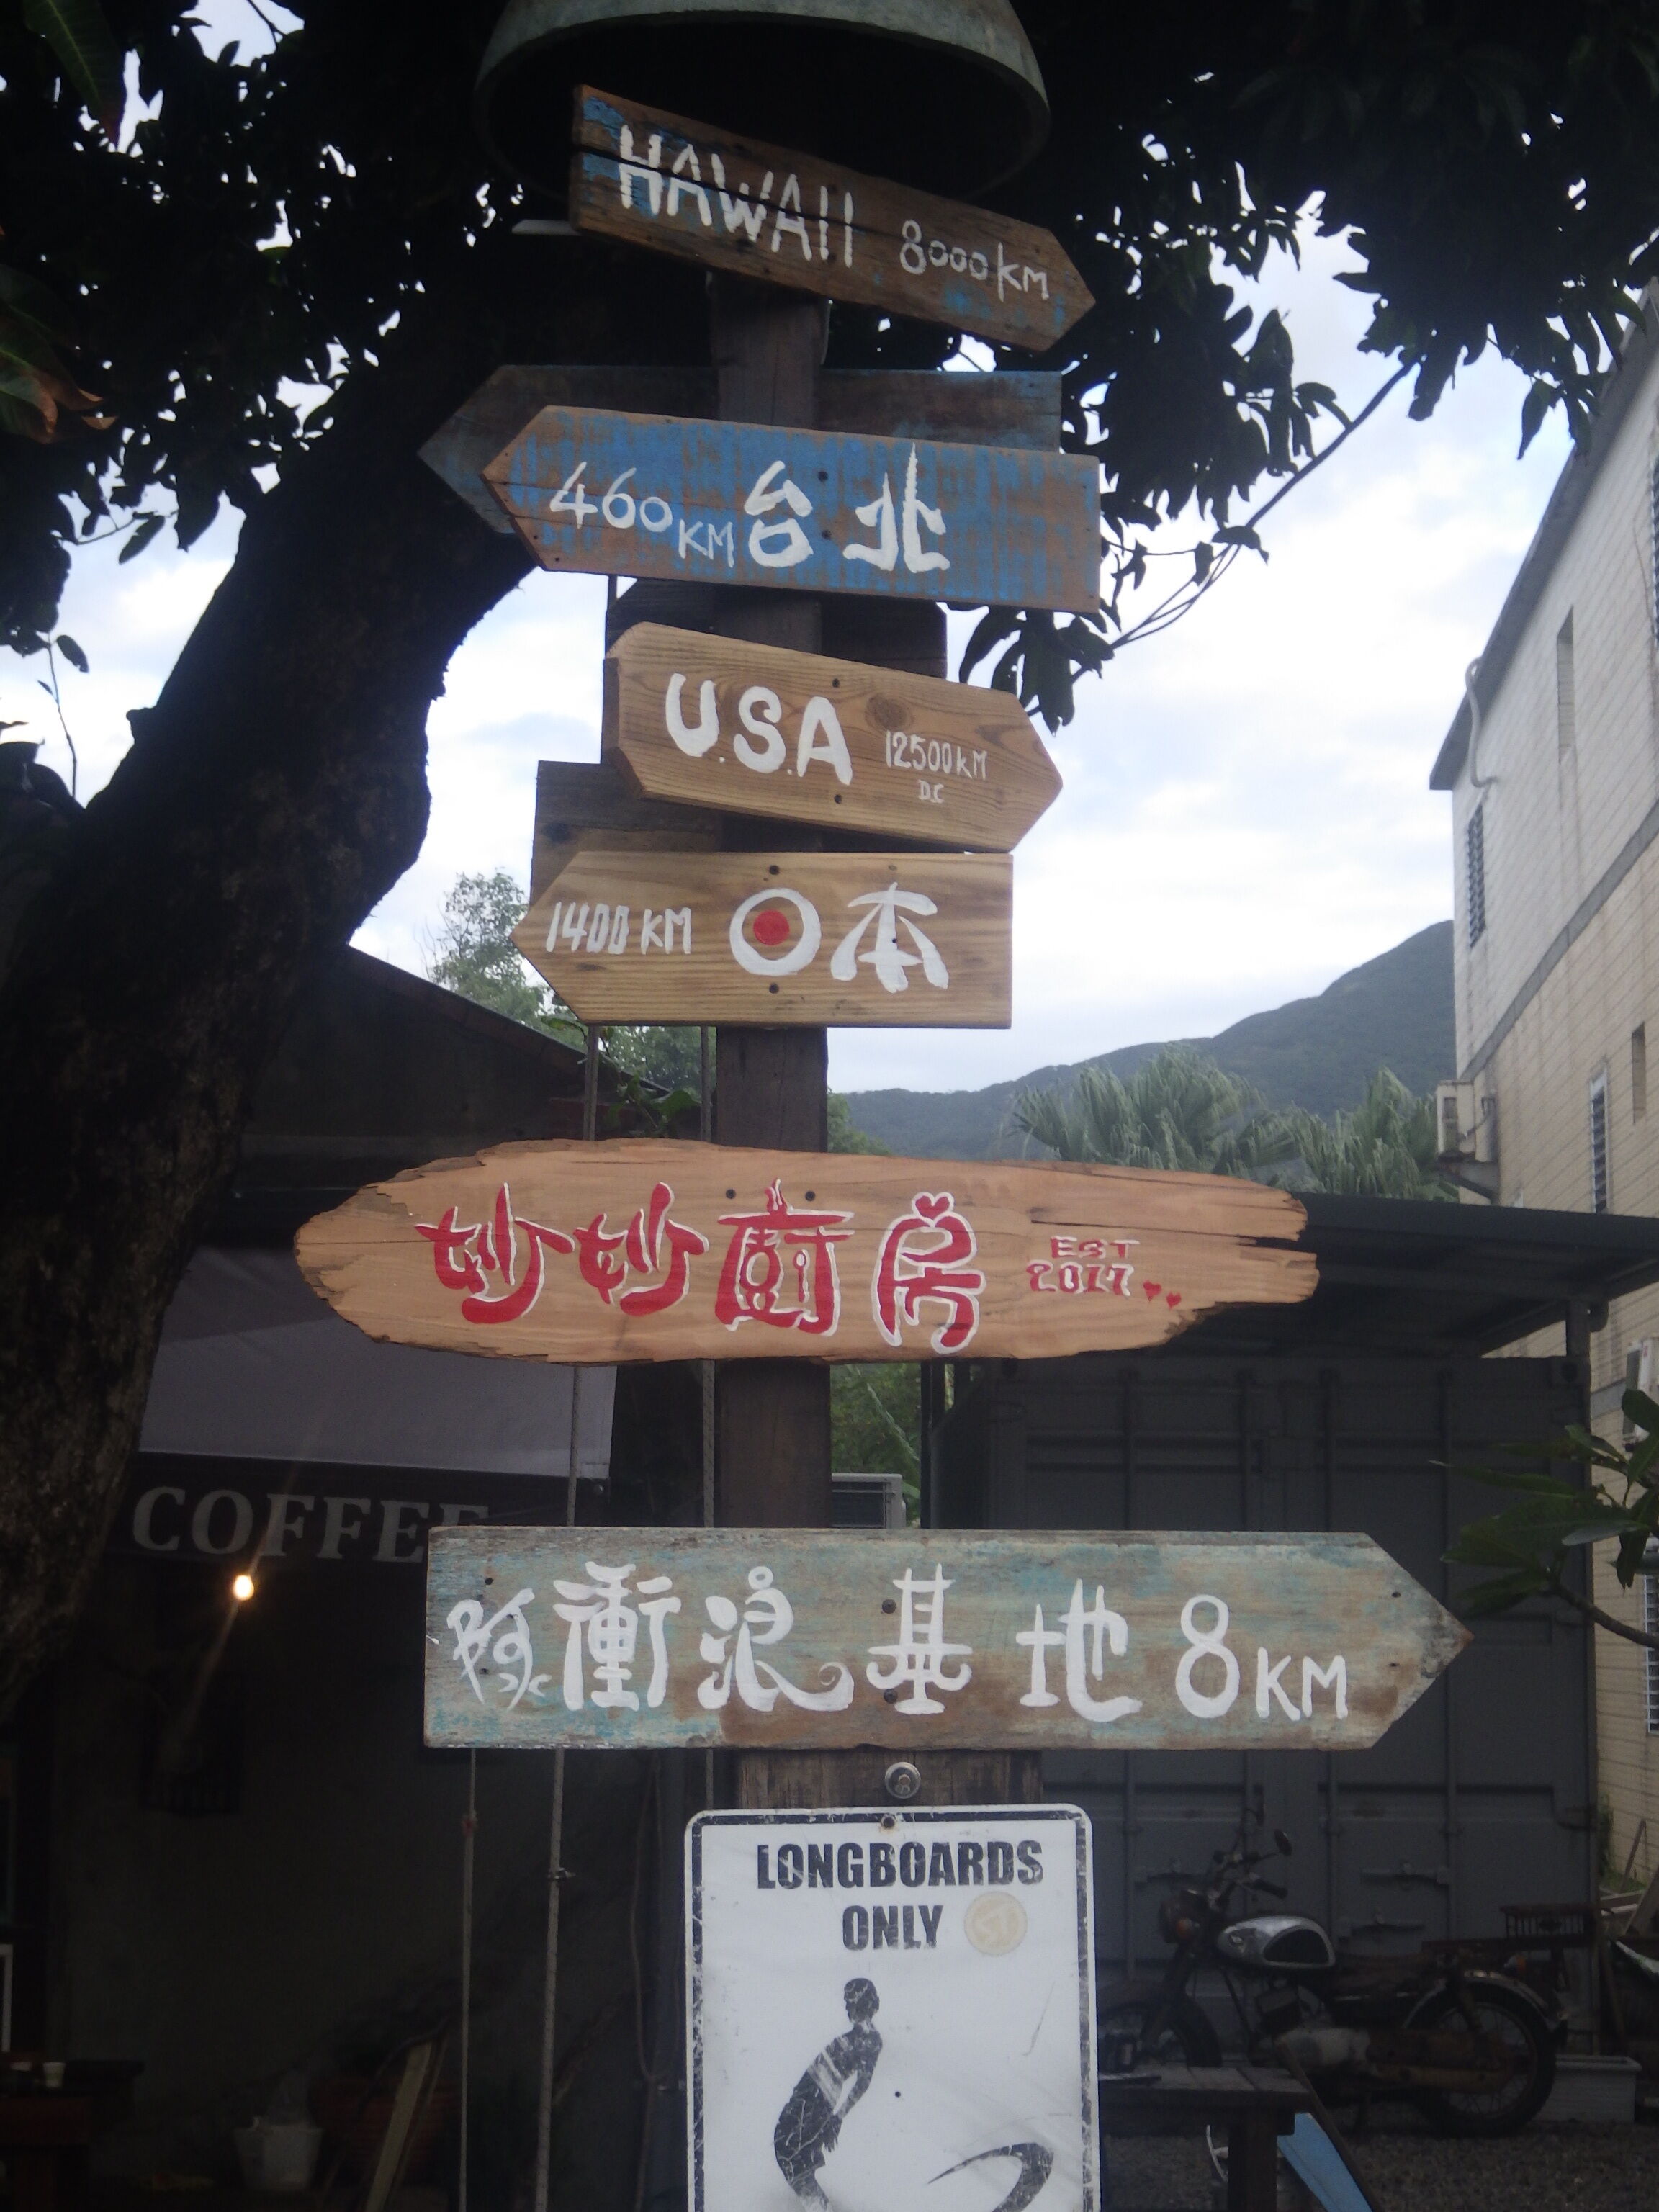 HAWAII 8000KM
460KM 台北
U.S.A 12500KM
D.C
1400KM 日本
妙妙廚房 EST
2017
COFFEE
阿衝浪基地 8KM
LONGBOARDS
ONLY